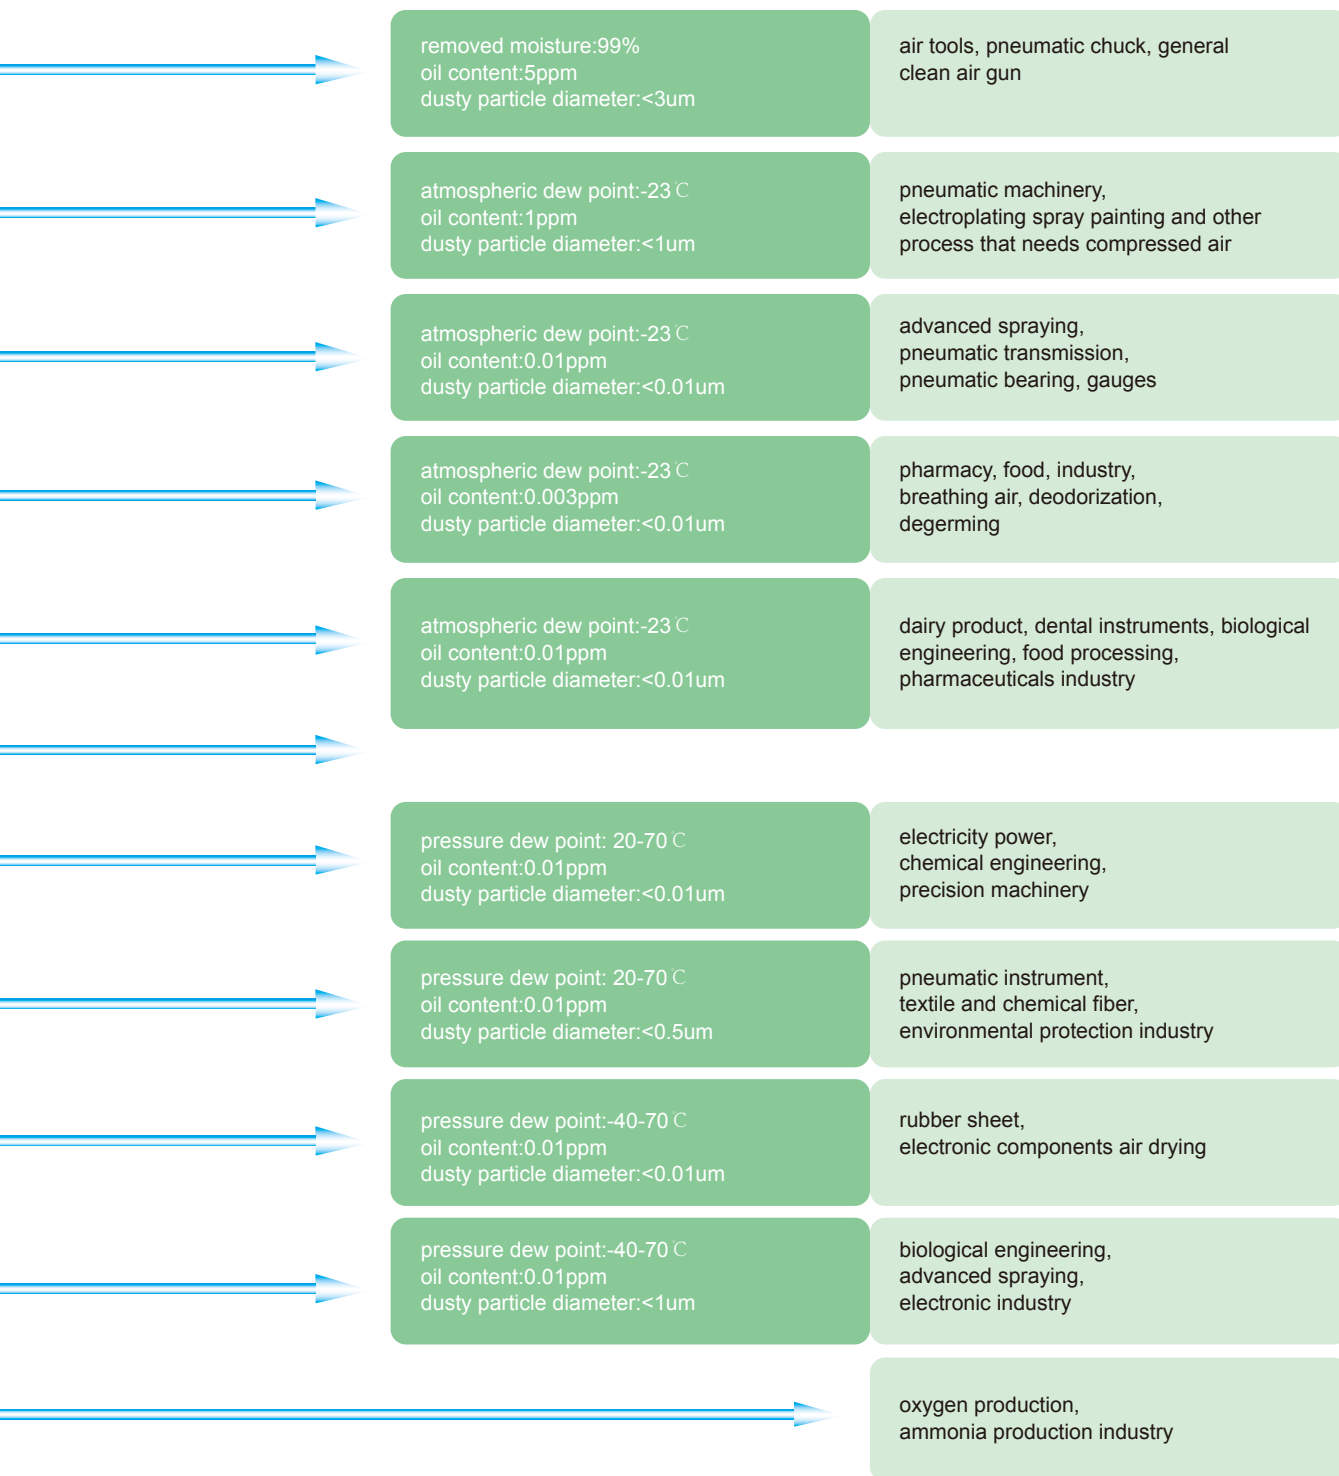 removed moisture:99%
oil content:5ppm
dusty particle diameter:<3um
air tools, pneumatic chuck, general
clean air gun
atmospheric dew point:-23℃
oil content:1ppm
dusty particle diameter:<1um
pneumatic machinery,
electroplating spray painting and other
process that needs compressed air
atmospheric dew point:-23℃
oil content:0.01ppm
dusty particle diameter:<0.01um
advanced spraying,
pneumatic transmission,
pneumatic bearing, gauges
atmospheric dew point:-23℃
oil content:0.003ppm
dusty particle diameter:<0.01um
pharmacy, food, industry,
breathing air, deodorization,
degerming
atmospheric dew point:-23℃
oil content:0.01ppm
dusty particle diameter:<0.01um
dairy product, dental instruments, biological
engineering, food processing,
pharmaceuticals industry
pressure dew point: 20-70℃
oil content:0.01ppm
dusty particle diameter:<0.01um
electricity power,
chemical engineering,
precision machinery
pressure dew point: 20-70℃
oil content:0.01ppm
dusty particle diameter:<0.5um
pneumatic instrument,
textile and chemical fiber,
environmental protection industry
pressure dew point:-40-70℃
oil content:0.01ppm
dusty particle diameter:<0.01um
rubber sheet,
electronic components air drying
pressure dew point:-40-70℃
oil content:0.01ppm
dusty particle diameter:<1um
biological engineering,
advanced spraying,
electronic industry
oxygen production,
ammonia production industry